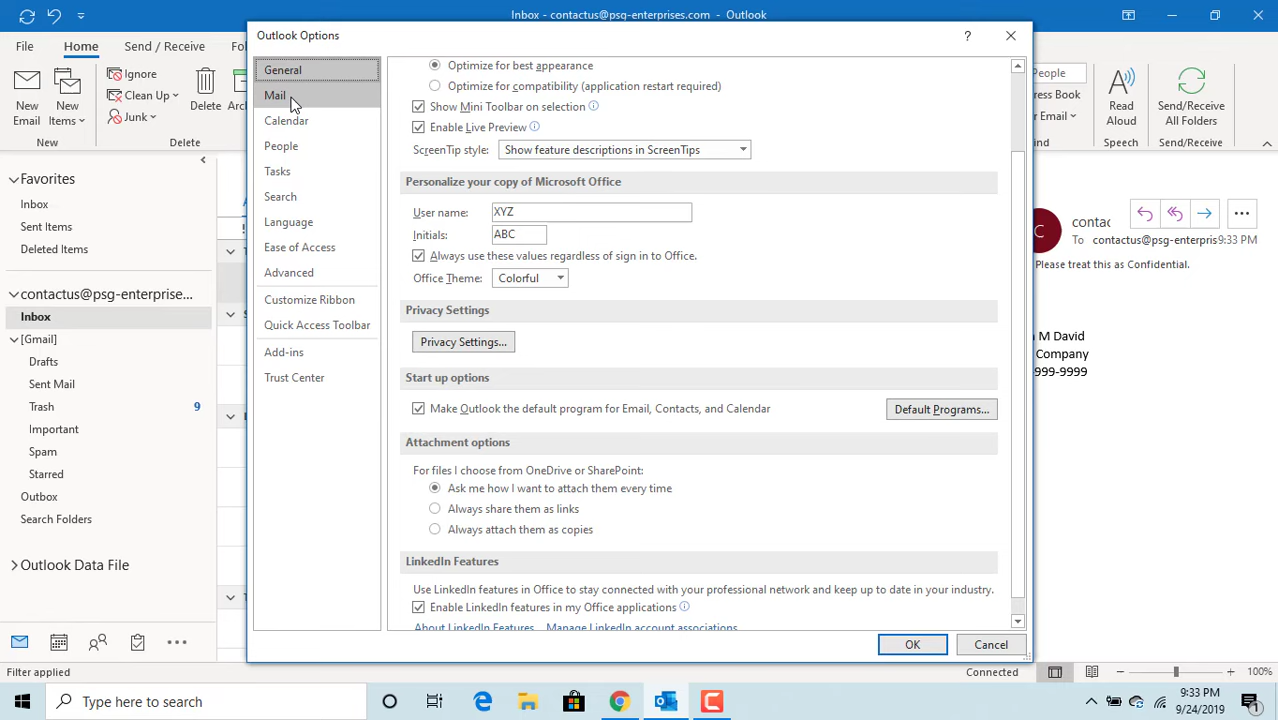 Inbox - contactus@psg-enterprises.com - Outlook
File
Home
Send / Receive
Outlook Options
?
New
Email
New
Items
Ignore
Clean Up
Junk
Delete
New
Delete
People
Read
Aloud
Send/Receive
Speech
Send/Receive
General
Mail
Calendar
People
Tasks
Search
Language
Ease of Access
Advanced
Customize Ribbon
Quick Access Toolbar
Add-ins
Trust Center
Optimize for best appearance
Optimize for compatibility (application restart required)
Show Mini Toolbar on selection
Enable Live Preview
ScreenTip style: Show feature descriptions in ScreenTips
Personalize your copy of Microsoft Office
User name: XYZ
Initials: ABC
Always use these values regardless of sign in to Office.
Office Theme: Colorful
Privacy Settings
Privacy Settings...
Start up options
Make Outlook the default program for Email, Contacts, and Calendar
Default Programs...
Attachment options
For files I choose from OneDrive or SharePoint:
Ask me how I want to attach them every time
Always share them as links
Always attach them as copies
LinkedIn Features
Use LinkedIn features in Office to stay connected with your professional network and keep up to date in your industry.
Enable LinkedIn features in my Office applications
About LinkedIn Features Manage LinkedIn account associations
OK
Cancel
Favorites
Inbox
Sent Items
Deleted Items
contactus@psg-enterprise...
Inbox
[Gmail]
Drafts
Sent Mail
Trash 9
Important
Spam
Starred
Outbox
Search Folders
Outlook Data File
C
contac
To contactus@psg-enterpris 9:33 PM
Please treat this as Confidential.
M David
Company
999-9999
Filter applied
Connected
100%
Type here to search
9:33 PM
9/24/2019
1